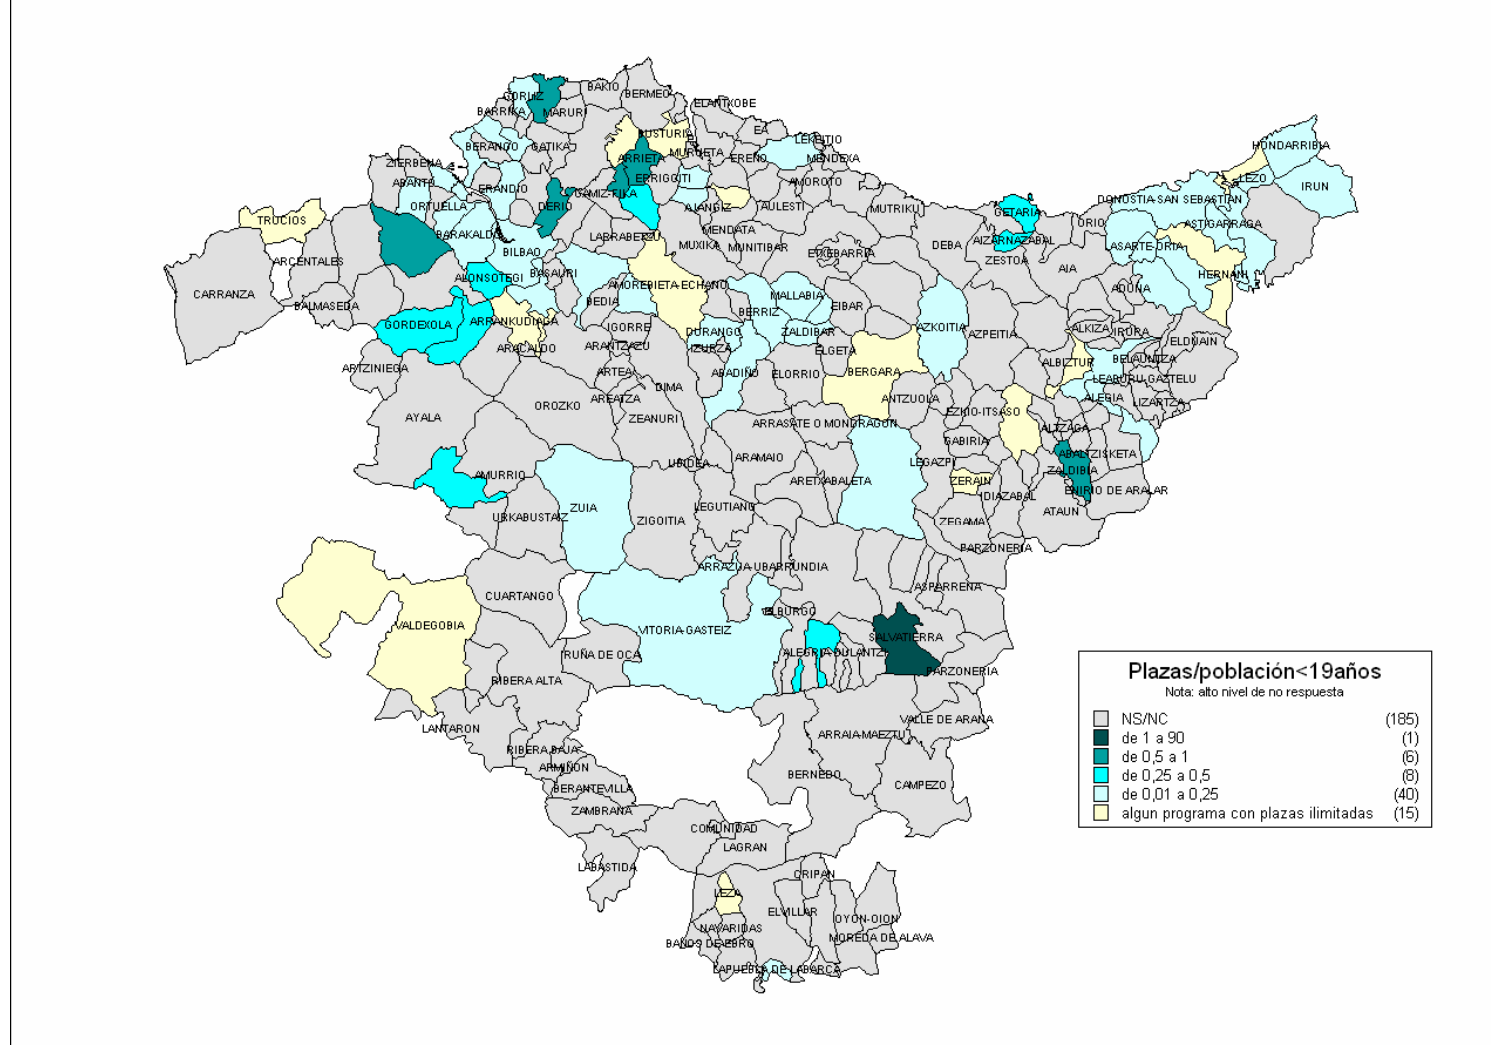 BAKIO
BERMEO
GORLIZ
ELANTXOBE
BARRIKA
MARURI
BUSTURIA
EA
LEKEITIO
BERANGO
GATIKA
MURUETA
HONDARRIBIA
ZIERBENA
ARRIETA
EREÑO
MENDEXA
ABANTO
ERANDIO
ERRIGOITI
AMOROTO
LEZO
IRUN
GAMIZ-FIKA
ORTUELLA
DERIO
AJANGIZ
AULESTI
MUTRIKU
GETARIA
DONOSTIA-SAN SEBASTIAN
TRUCIOS
MENDATA
ORIO
ASTIGARRAGA
BARAKALDO
LABRABETZU
MUXIKA
MUNITIBAR
DEBA
AIZARNAZABAL
ASARTE-ORIA
BILBAO
ETXEBARRIA
ZESTOA
ARCENTALES
AIA
HERNANI
ALONSOTEGI
BASAURI
AMOREBIETA-ECHANO
ADUNA
CARRANZA
MALLABIA
BALMASEDA
BEDIA
BERRIZ
EIBAR
GORDEXOLA
ARRANKUDIAGA
IGORRE
DURANGO
ZALDIBAR
AZKOITIA
AZPEITIA
ALKIZA
IRURA
ELDUAIN
ARACALDO
ARANTZAZU
IZURZA
ELGETA
ARTZINIEGA
ALBIZTUR
BELAUNTZA
ARTEA
ABADIÑO
ELORRIO
BERGARA
LEABURU-GAZTELU
DIMA
AREATZA
ANTZUOLA
ALEGIA
LIZARTZA
OROZKO
AYALA
ZEANURI
ARRASATE O MONDRAGON
EZKIO-ITSASO
ALTZAGA
GABIRIA
ABALTZISKETA
UBIDEA
ARAMAIO
LEGAZPI
AMURRIO
ARETXABALETA
ZERAIN
ZALDIBIA
IDIAZABAL
ENIRIO DE ARALAR
URKABUSTAIZ
ZUIA
ZIGOITIA
LEGUTIANO
ATAUN
ZEGAMA
PARZONERIA
ARRAZUA-UBARRUNDIA
ASPARRENA
CUARTANGO
ELBURGO
VALDEGOBIA
VITORIA-GASTEIZ
SALVATIERRA
IRUÑA DE OCA
ALEGRIA-DULANTZI
PARZONERIA
RIBERA ALTA
LANTARON
VALLE DE ARANA
ARRAIA-MAEZTU
RIBERA BAJA
ARMIÑON
BERNEDO
CAMPEZO
BERANTEVILLA
ZAMBRANA
COMUNIDAD
LAGRAN
LABASTIDA
CRIPAN
LEZA
ELVILLAR
OYON-OION
NAVARIDAS
BAÑOS DE EBRO
MOREDA DE ALAVA
LAPUEBLA DE LABARCA
Plazas/población<19años
Nota: alto nivel de no respuesta
NS/NC (185)
de 1 a 90 (1)
de 0,5 a 1 (6)
de 0,25 a 0,5 (8)
de 0,01 a 0,25 (40)
algun programa con plazas ilimitadas (15)